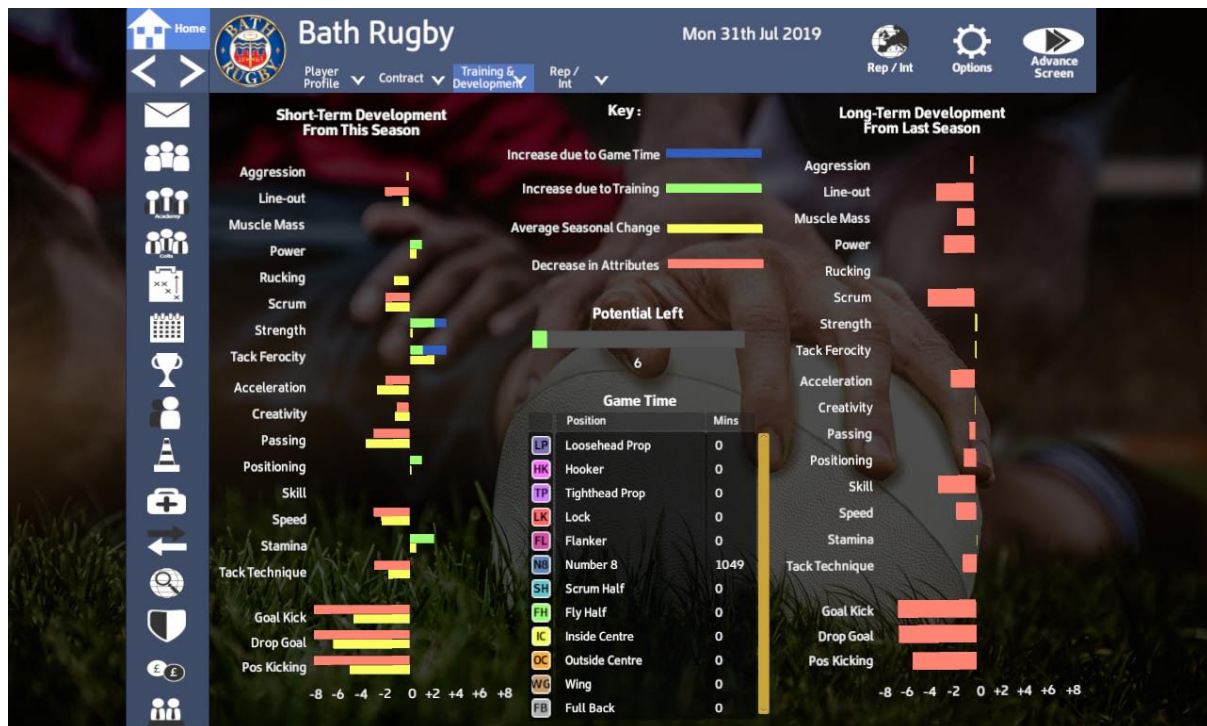 Home
BATH
RUGBY
Bath Rugby
Mon 31th Jul 2019
Rep / Int
Options
Advance
Screen
Player
Profile
Contract
Training &
Development
Rep /
Int
Academy
Colts
Short-Term Development
From This Season
Aggression
Line-out
Muscle Mass
Power
Rucking
Scrum
Strength
Tack Ferocity
Acceleration
Creativity
Passing
Positioning
Skill
Speed
Stamina
Tack Technique
Goal Kick
Drop Goal
Pos Kicking
-8 -6 -4 -2 0 +2 +4 +6 +8
Key :
Increase due to Game Time
Increase due to Training
Average Seasonal Change
Decrease in Attributes
Potential Left
6
Game Time
Position Mins
LP Loosehead Prop 0
HK Hooker 0
TP Tighthead Prop 0
LK Lock 0
FL Flanker 0
N8 Number 8 1049
SH Scrum Half 0
FH Fly Half 0
IC Inside Centre 0
OC Outside Centre 0
WG Wing 0
FB Full Back 0
Long-Term Development
From Last Season
Aggression
Line-out
Muscle Mass
Power
Rucking
Scrum
Strength
Tack Ferocity
Acceleration
Creativity
Passing
Positioning
Skill
Speed
Stamina
Tack Technique
Goal Kick
Drop Goal
Pos Kicking
-8 -6 -4 -2 0 +2 +4 +6 +8
£ £